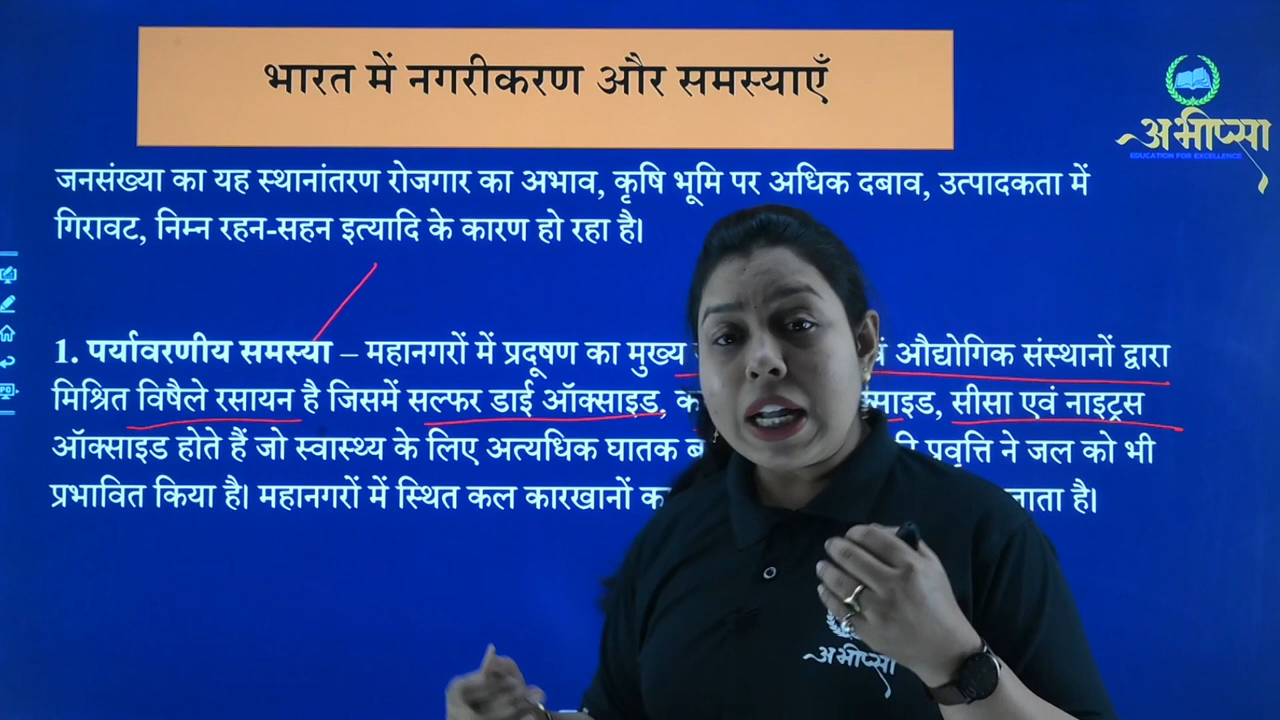 भारत में नगरीकरण और समस्याएँ
अभीप्सा
EDUCATION FOR EXCELLENCE
जनसंख्या का यह स्थानांतरण रोजगार का अभाव, कृषि भूमि पर अधिक दबाव, उत्पादकता में
गिरावट, निम्न रहन-सहन इत्यादि के कारण हो रहा है।
1. पर्यावरणीय समस्या – महानगरों में प्रदूषण का मुख्य औद्योगिक संस्थानों द्वारा
मिश्रित विषैले रसायन है जिसमें सल्फर डाई ऑक्साइड, सीसा एवं नाइट्रस
ऑक्साइड होते हैं जो स्वास्थ्य के लिए अत्यधिक घातक प्रवृत्ति ने जल को भी
प्रभावित किया है। महानगरों में स्थित कल कारखानों है।
अभीप्सा